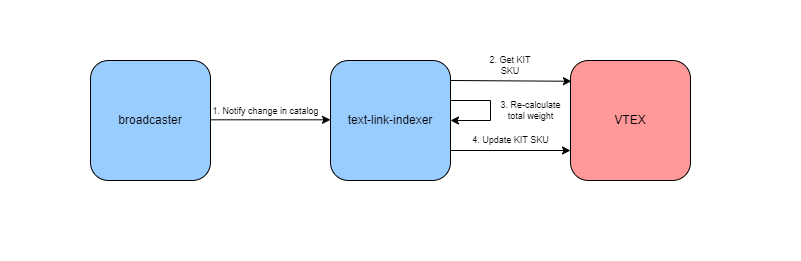 broadcaster
1. Notify change in catalog
text-link-indexer
2. Get KIT
SKU
3. Re-calculate
total weight
4. Update KIT SKU
VTEX